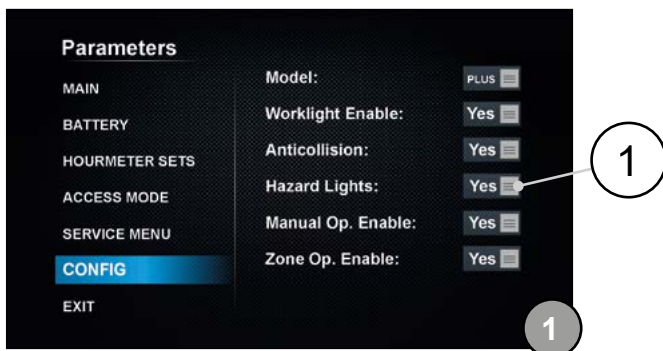 Parameters
MAIN
BATTERY
HOURMETER SETS
ACCESS MODE
SERVICE MENU
CONFIG
EXIT
Model: PLUS
Worklight Enable: Yes
Anticollision: Yes
Hazard Lights: Yes
Manual Op. Enable: Yes
Zone Op. Enable: Yes
1
1